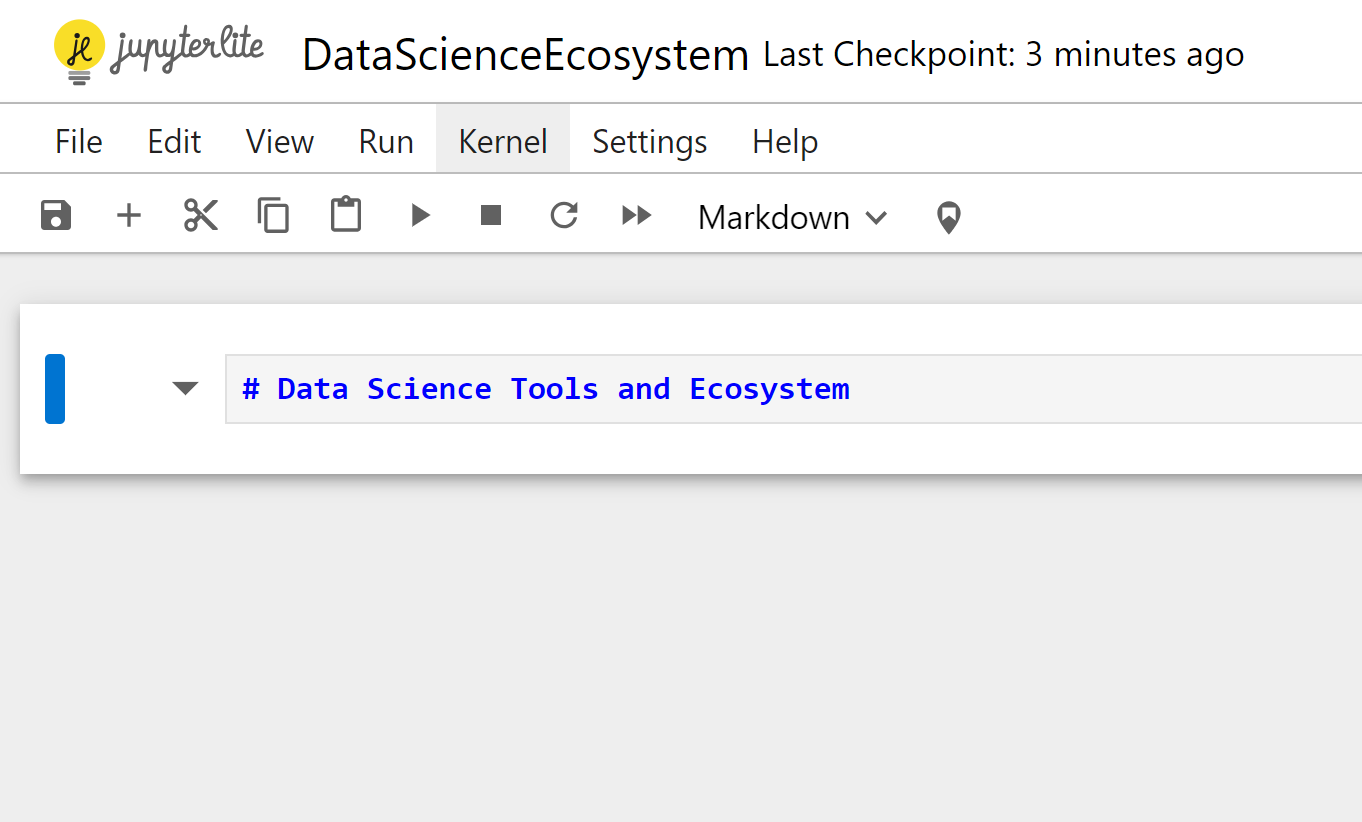 jupyterlite DataScienceEcosystem Last Checkpoint: 3 minutes ago
File Edit View Run Kernel Settings Help
Markdown
# Data Science Tools and Ecosystem